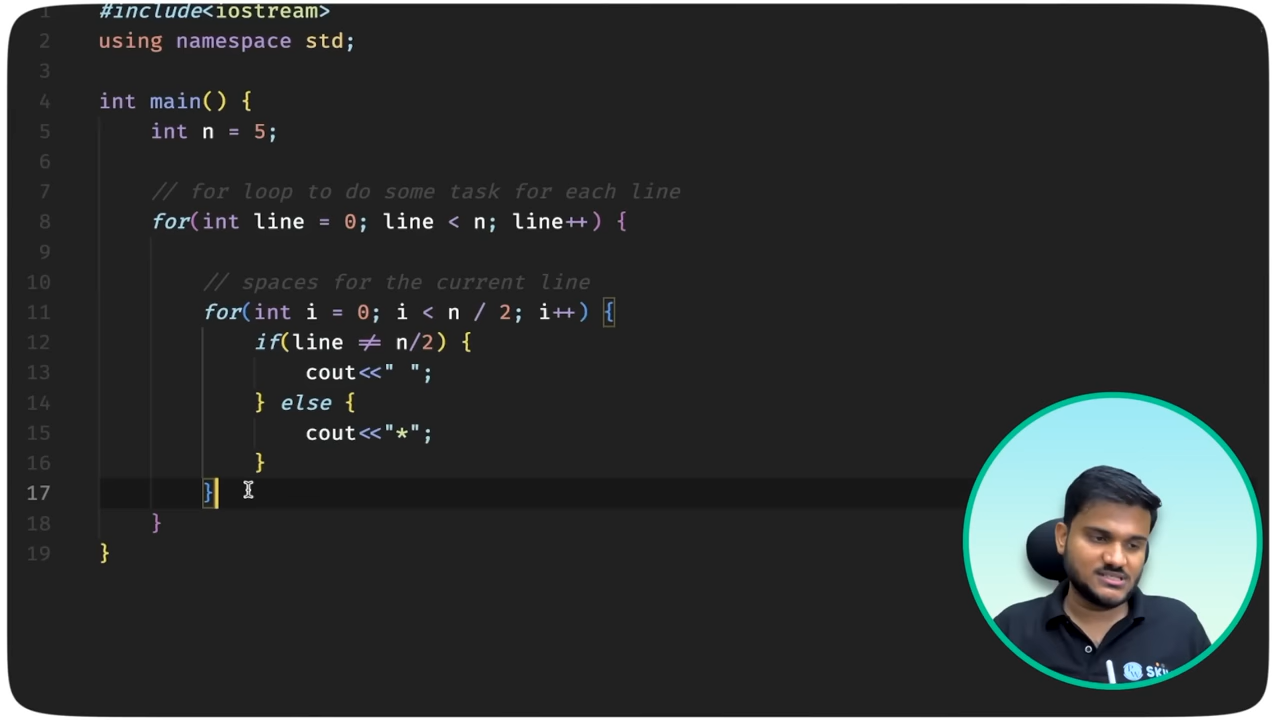 1 #include<iostream>
2 using namespace std;
3
4 int main() {
5 int n = 5;
6
7 // for loop to do some task for each line
8 for(int line = 0; line < n; line++) {
9
10 // spaces for the current line
11 for(int i = 0; i < n / 2; i++) {
12 if(line ≠ n/2) {
13 cout<<" ";
14 } else {
15 cout<<"*";
16 }
17 }
18 }
19 }
PW Skil